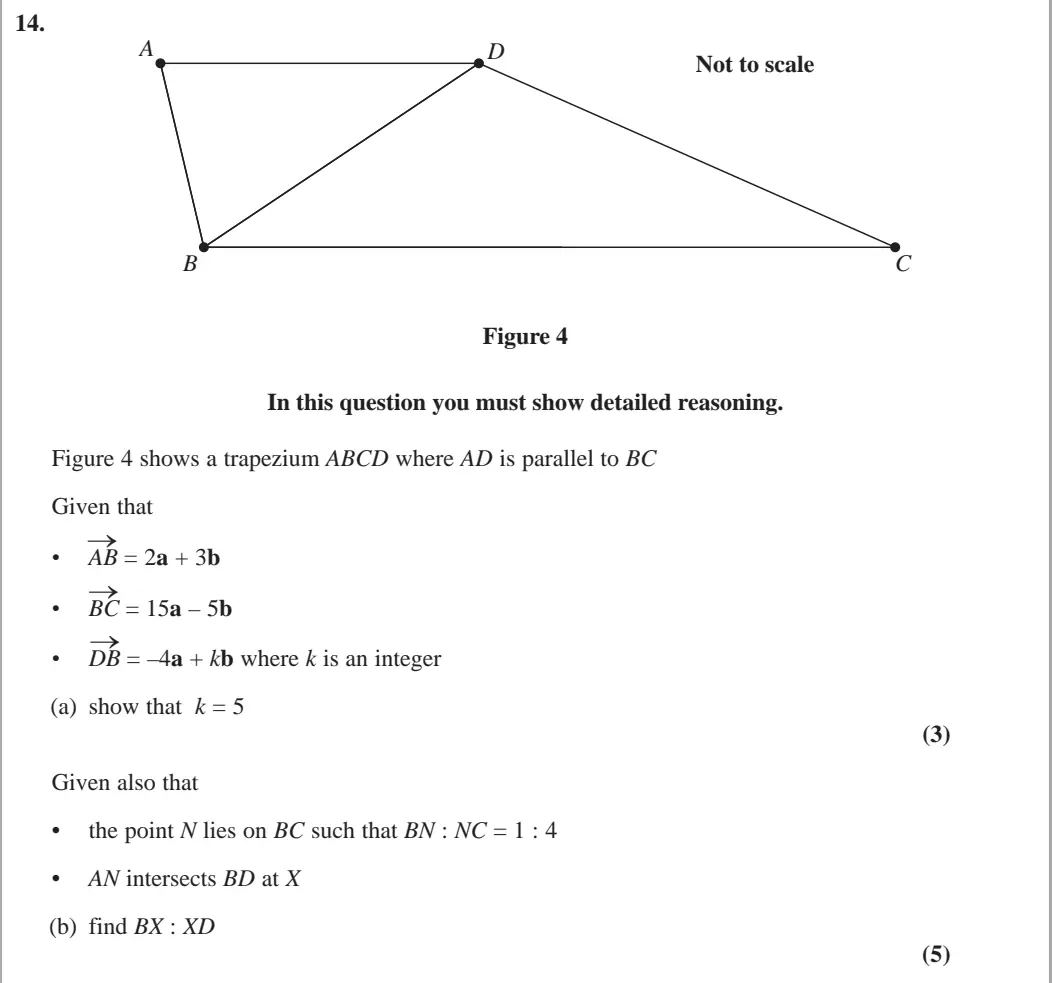 14.
A
D
Not to scale
B
C
Figure 4
In this question you must show detailed reasoning.
Figure 4 shows a trapezium ABCD where AD is parallel to BC
Given that
• $\overrightarrow{AB}$ = 2a + 3b
• $\overrightarrow{BC}$ = 15a – 5b
• $\overrightarrow{DB}$ = –4a + kb where k is an integer
(a) show that k = 5
(3)
Given also that
• the point N lies on BC such that BN : NC = 1 : 4
• AN intersects BD at X
(b) find BX : XD
(5)